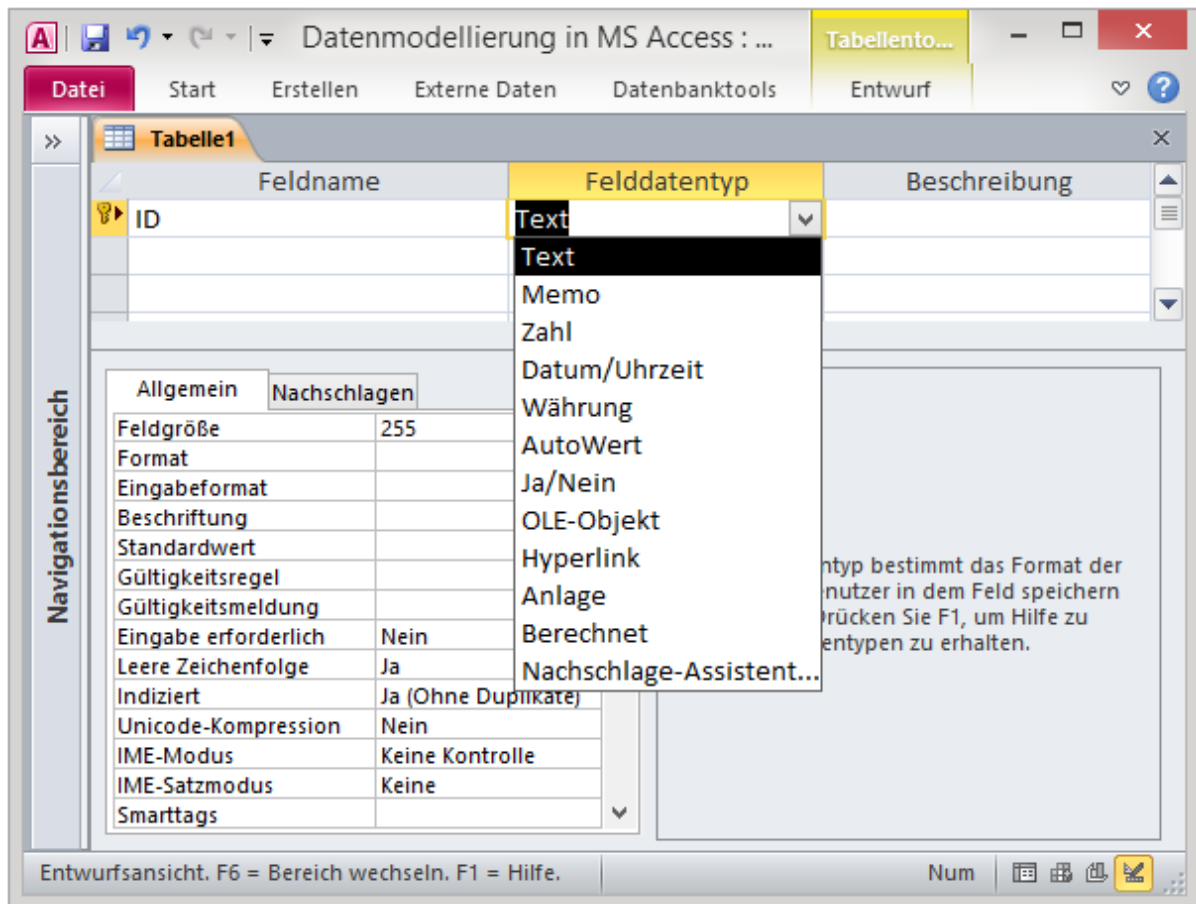 A Datenmodellierung in MS Access : ... Tabellento...
Datei Start Erstellen Externe Daten Datenbanktools Entwurf ?
Tabelle1
Feldname Felddatentyp Beschreibung
ID Text
Text
Memo
Zahl
Datum/Uhrzeit
Währung
AutoWert
Ja/Nein
OLE-Objekt
Hyperlink
Anlage
Berechnet
Nachschlage-Assistent...
Navigationsbereich
Allgemein Nachschlagen
Feldgröße 255
Format
Eingabeformat
Beschriftung
Standardwert
Gültigkeitsregel
Gültigkeitsmeldung
Eingabe erforderlich Nein
Leere Zeichenfolge Ja
Indiziert Ja (Ohne Duplikate)
Unicode-Kompression Nein
IME-Modus Keine Kontrolle
IME-Satzmodus Keine
Smarttags
ntyp bestimmt das Format der
nutzer in dem Feld speichern
Drücken Sie F1, um Hilfe zu
entypen zu erhalten.
Entwurfsansicht. F6 = Bereich wechseln. F1 = Hilfe. Num